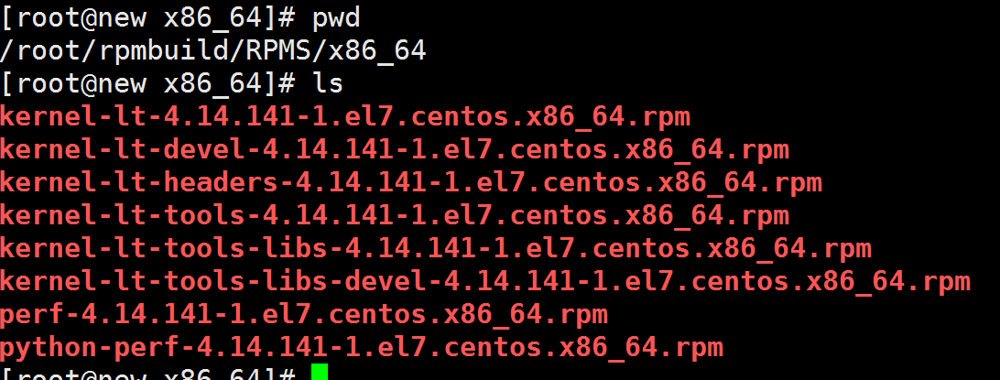 [root@new x86_64]# pwd
/root/rpmbuild/RPMS/x86_64
[root@new x86_64]# ls
kernel-lt-4.14.141-1.el7.centos.x86_64.rpm
kernel-lt-devel-4.14.141-1.el7.centos.x86_64.rpm
kernel-lt-headers-4.14.141-1.el7.centos.x86_64.rpm
kernel-lt-tools-4.14.141-1.el7.centos.x86_64.rpm
kernel-lt-tools-libs-4.14.141-1.el7.centos.x86_64.rpm
kernel-lt-tools-libs-devel-4.14.141-1.el7.centos.x86_64.rpm
perf-4.14.141-1.el7.centos.x86_64.rpm
python-perf-4.14.141-1.el7.centos.x86_64.rpm
[root@new x86_64]#